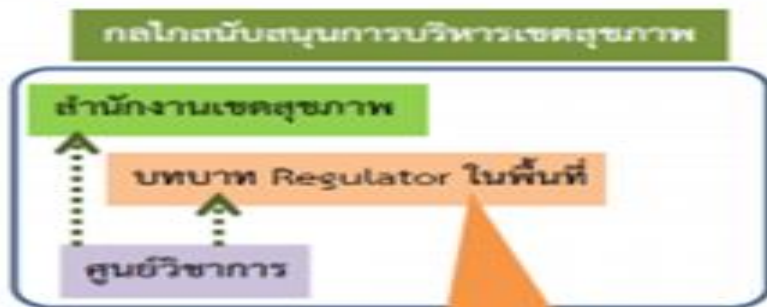 กลไกสนับสนุนการบริหารเขตสุขภาพ
สำนักงานเขตสุขภาพ
บทบาท Regulator ในพื้นที่
ศูนย์วิชาการ